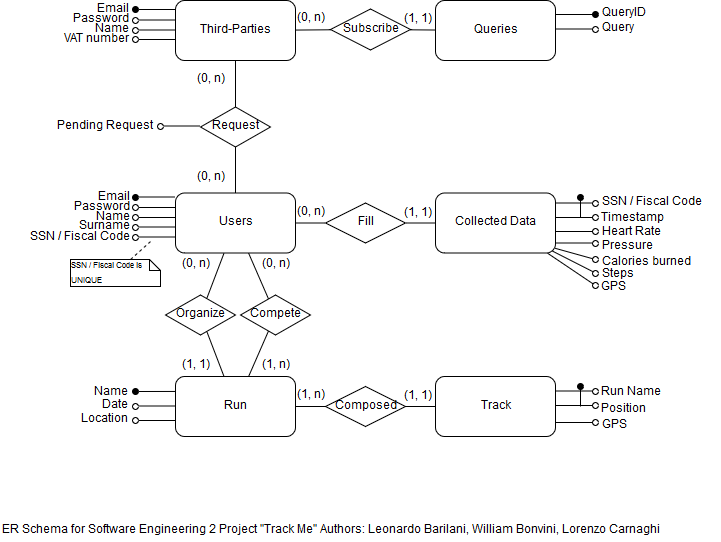 Email
Password
Name
VAT number
Third-Parties
(0, n)
Subscribe
(1, 1)
Queries
QueryID
Query
(0, n)
Pending Request
Request
(0, n)
Email
Password
Name
Surname
SSN / Fiscal Code
SSN / Fiscal Code is
UNIQUE
Users
(0, n)
Fill
(1, 1)
Collected Data
SSN / Fiscal Code
Timestamp
Heart Rate
Pressure
Calories burned
Steps
GPS
(0, n)
(0, n)
Organize
Compete
(1, 1)
(1, n)
Name
Date
Location
Run
(1, n)
Composed
(1, 1)
Track
Run Name
Position
GPS
ER Schema for Software Engineering 2 Project "Track Me" Authors: Leonardo Barilani, William Bonvini, Lorenzo Carnaghi